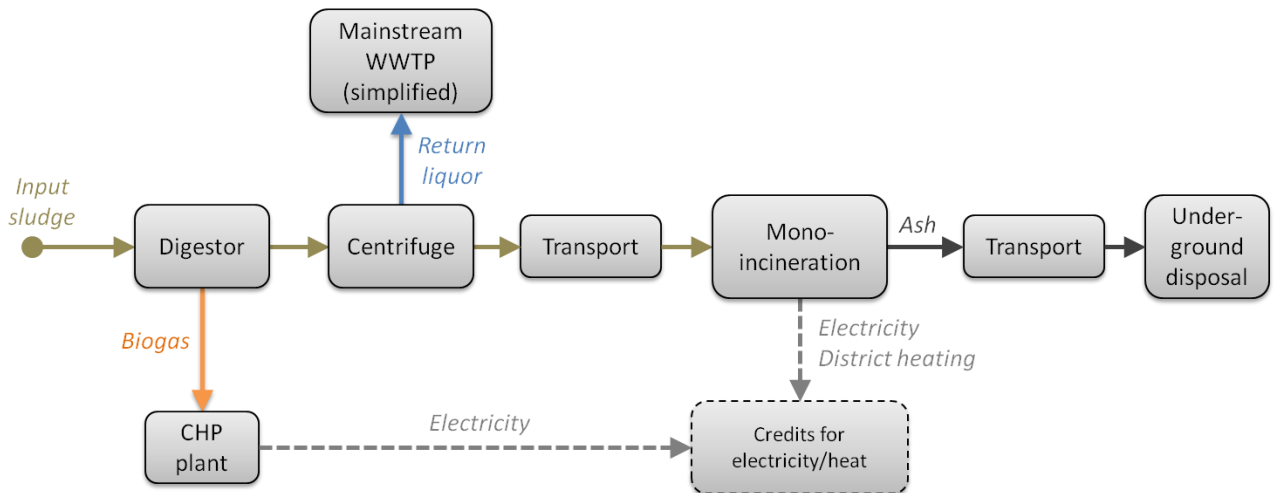 Mainstream
WWTP
(simplified)
Return
liquor
Input
sludge
Digestor
Centrifuge
Transport
Mono-
incineration
Ash
Transport
Under-
ground
disposal
Biogas
Electricity
District heating
CHP
plant
Electricity
Credits for
electricity/heat